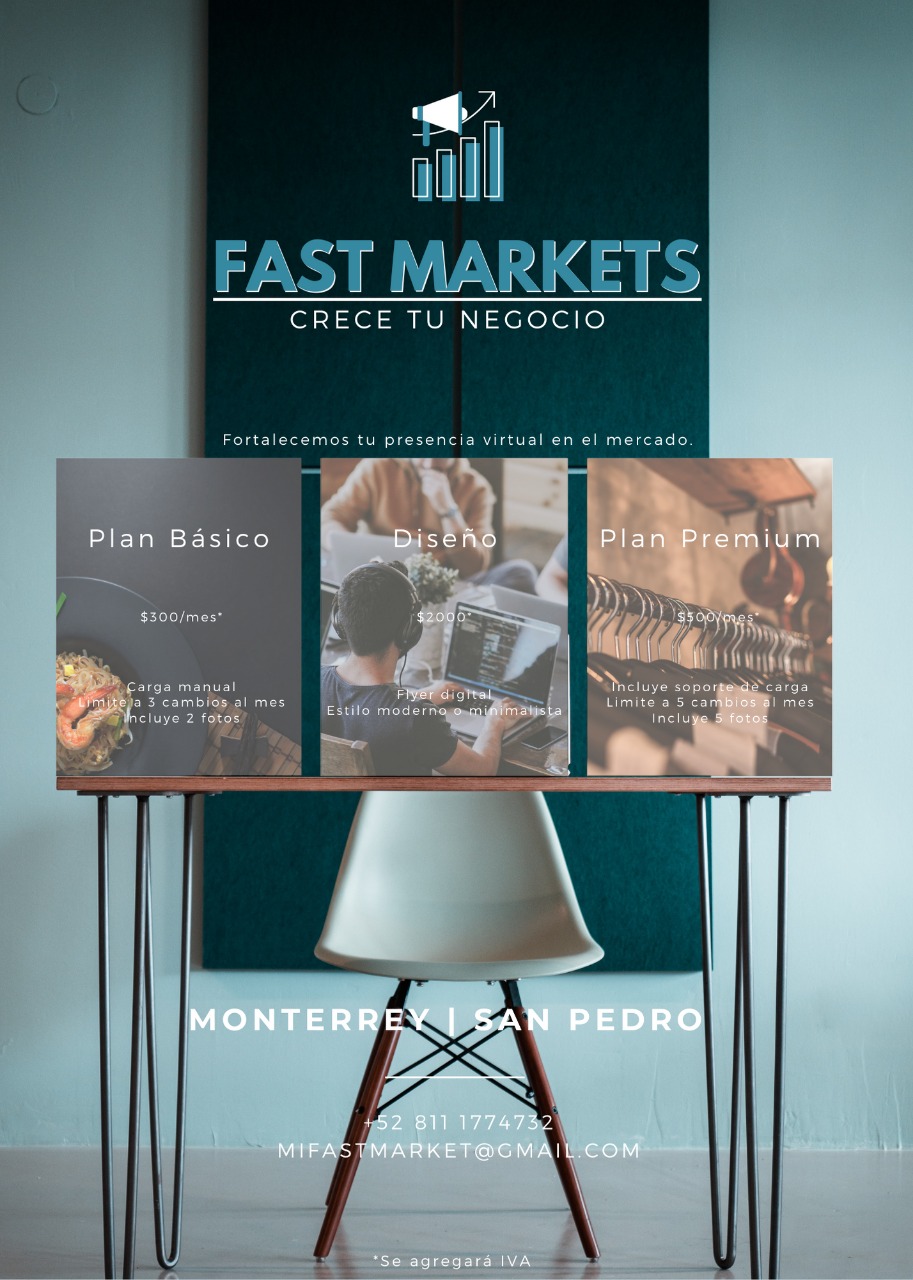 FAST MARKETS
CRECE TU NEGOCIO
Fortalecemos tu presencia virtual en el mercado.
Plan Básico
$300/mes*
Carga manual
Límite a 3 cambios al mes
Incluye 2 fotos
Diseño
$2000*
Flyer digital
Estilo moderno o minimalista
Plan Premium
$500/mes*
Incluye soporte de carga
Límite a 5 cambios al mes
Incluye 5 fotos
MONTERREY | SAN PEDRO
+52 811 1774732
MIFASTMARKET@GMAIL.COM
*Se agregará IVA